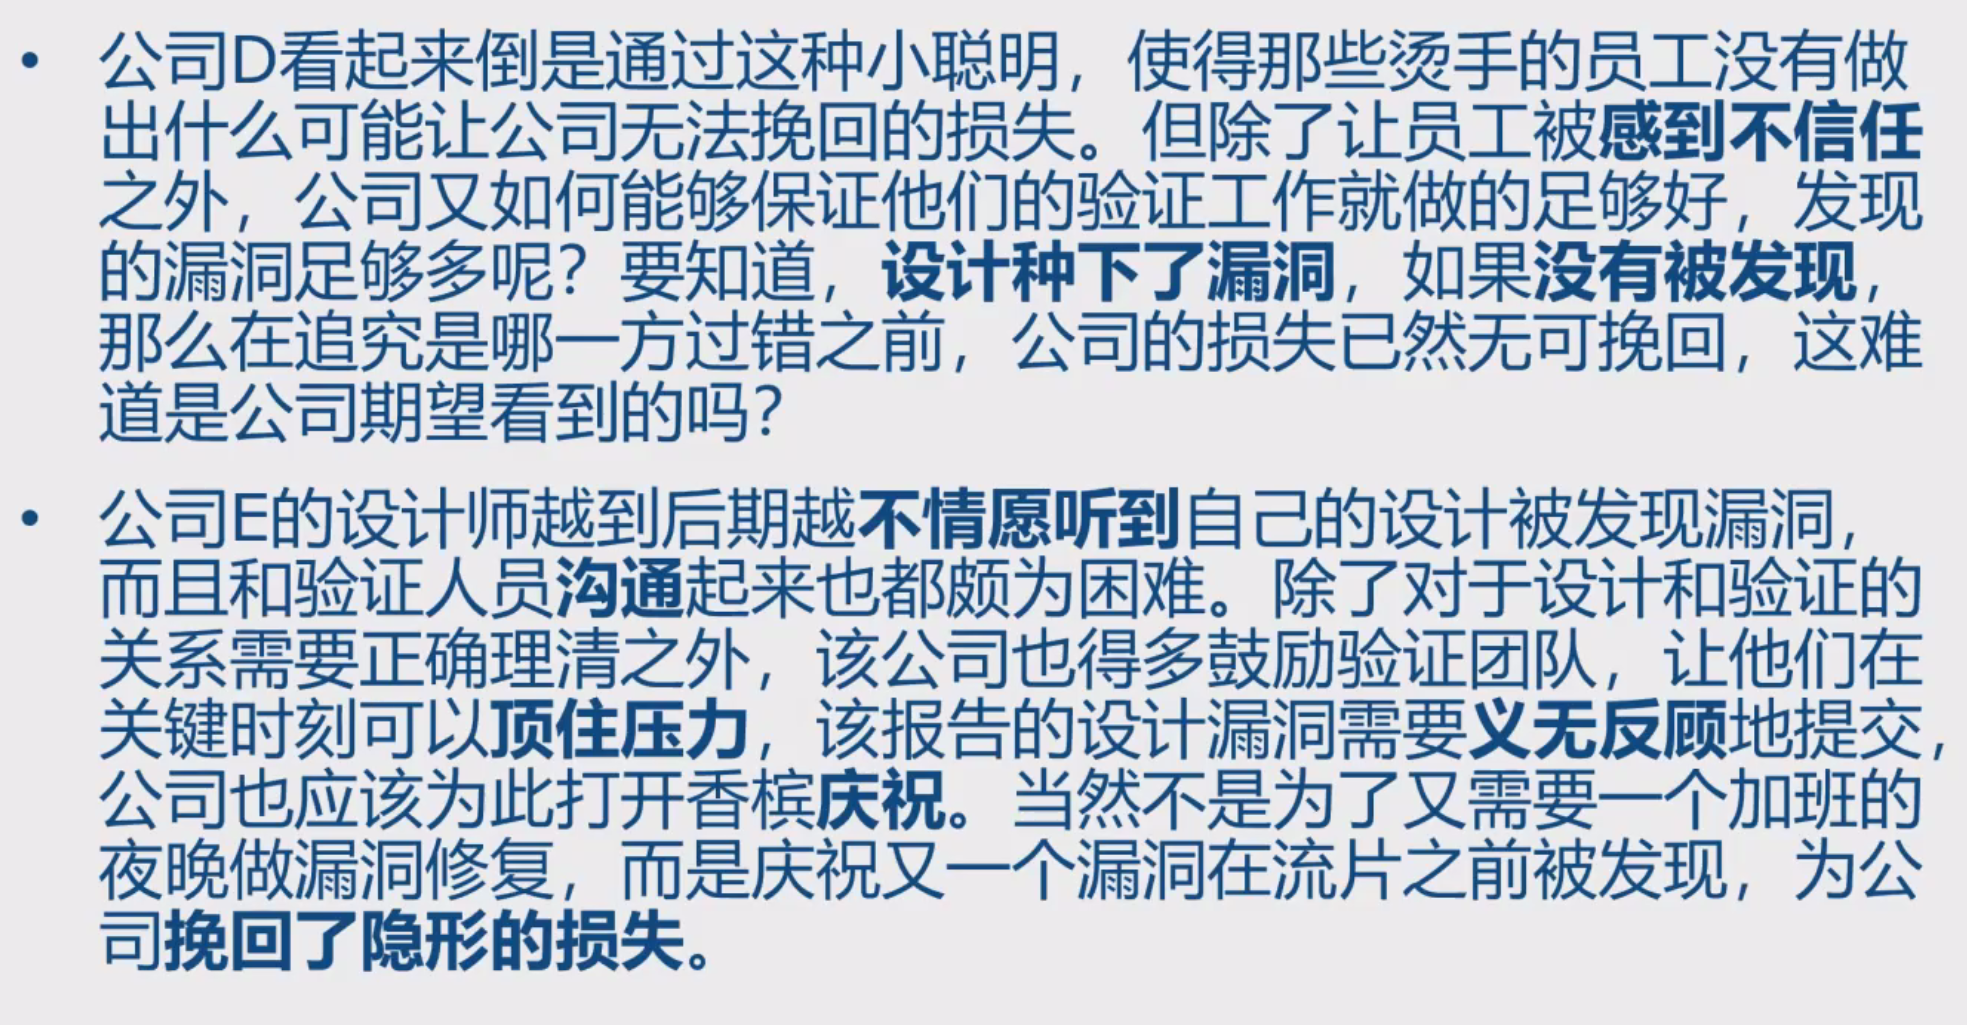 • 公司D看起来倒是通过这种小聪明，使得那些烫手的员工没有做
出什么可能让公司无法挽回的损失。但除了让员工被感到不信任
之外，公司又如何能够保证他们的验证工作就做的足够好，发现
的漏洞足够多呢？要知道，设计种下了漏洞，如果没有被发现，
那么在追究是哪一方过错之前，公司的损失已然无可挽回，这难
道是公司期望看到的吗？
• 公司E的设计师越到后期越不情愿听到自己的设计被发现漏洞，
而且和验证人员沟通起来也都颇为困难。除了对于设计和验证的
关系需要正确理清之外，该公司也得多鼓励验证团队，让他们在
关键时刻可以顶住压力，该报告的设计漏洞需要义无反顾地提交，
公司也应该为此打开香槟庆祝。当然不是为了又需要一个加班的
夜晚做漏洞修复，而是庆祝又一个漏洞在流片之前被发现，为公
司挽回了隐形的损失。